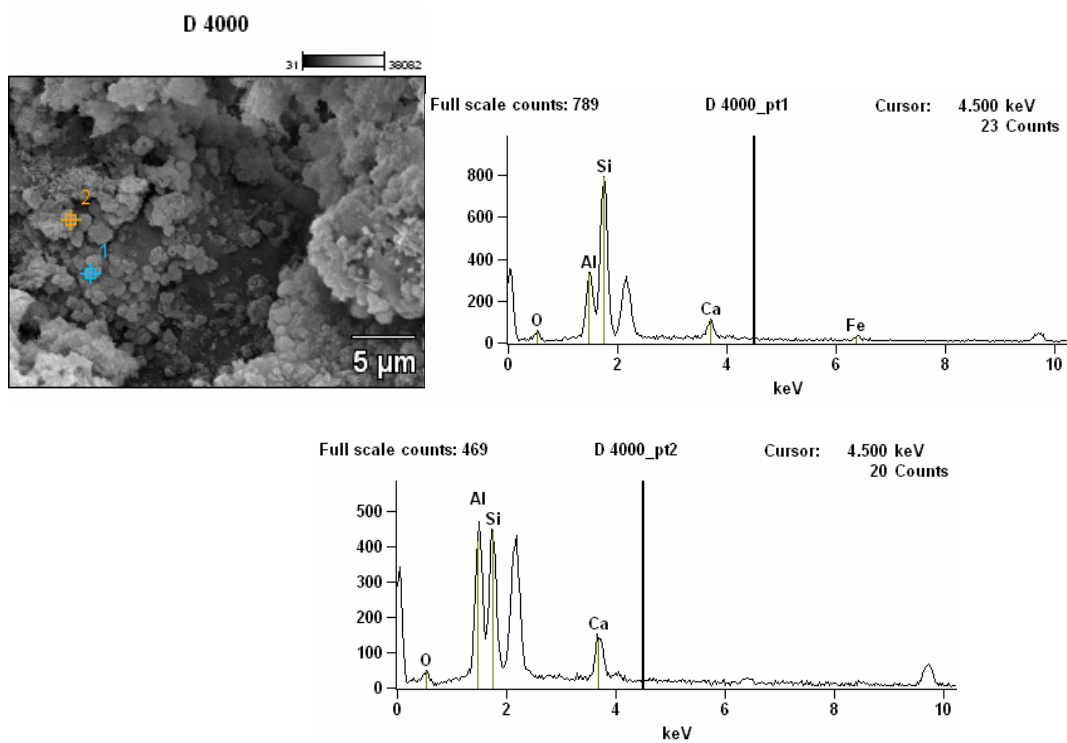 D 4000
31 38082
2
1
5 µm
Full scale counts: 789 D 4000_pt1 Cursor: 4.500 keV
23 Counts
800
600
400
200
0
Si
Al
O
Ca
Fe
0 2 4 6 8 10
keV
Full scale counts: 469 D 4000_pt2 Cursor: 4.500 keV
20 Counts
500
400
300
200
100
0
Al
Si
O
Ca
0 2 4 6 8 10
keV